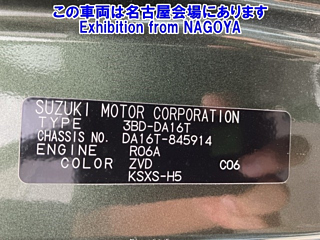 この車両は名古屋会場にあります
Exhibition from NAGOYA
SUZUKI MOTOR CORPORATION
TYPE 3BD-DA16T
CHASSIS NO. DA16T-845914
ENGINE R06A
COLOR ZVD C06
KSXS-H5